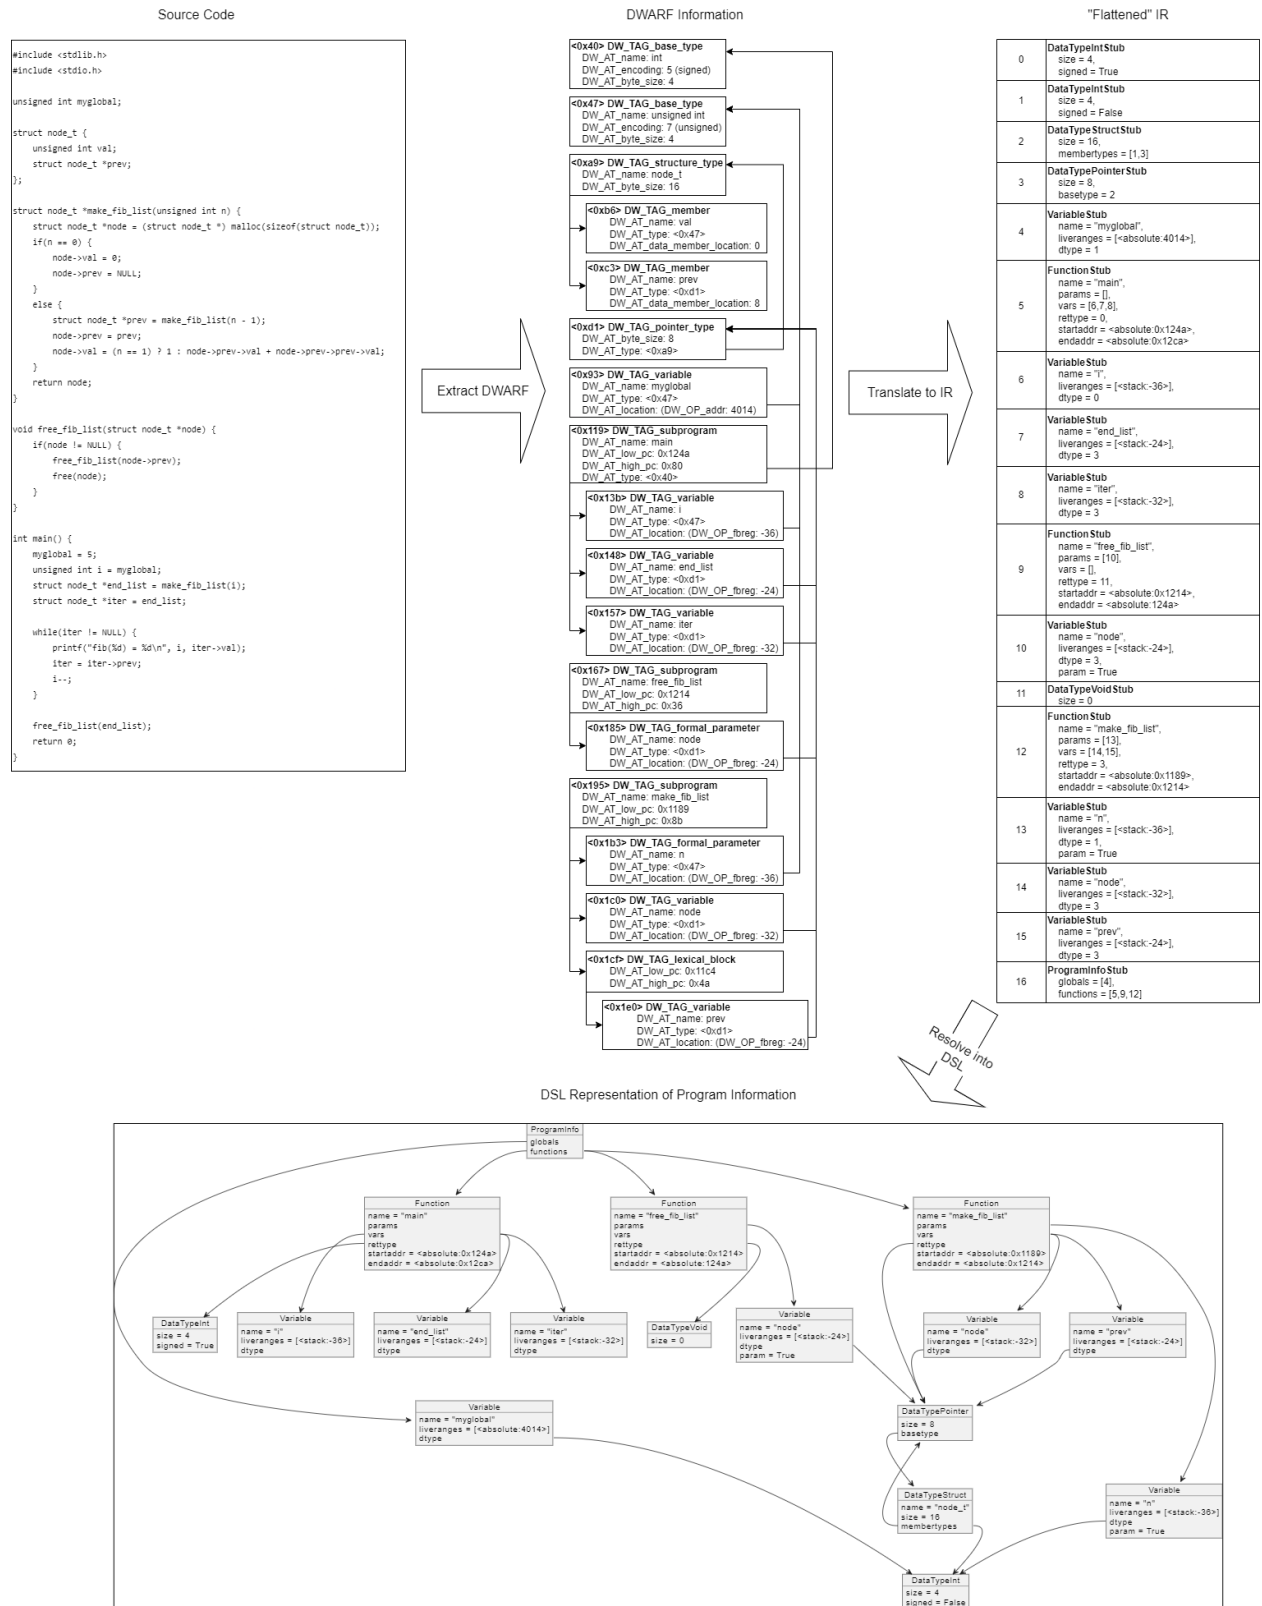 Source Code
#include <stdlib.h>
#include <stdio.h>
unsigned int myglobal;
struct node_t {
unsigned int val;
struct node_t *prev;
};
struct node_t *make_fib_list(unsigned int n) {
struct node_t *node = (struct node_t *) malloc(sizeof(struct node_t));
if(n == 0) {
node->val = 0;
node->prev = NULL;
}
else {
struct node_t *prev = make_fib_list(n - 1);
node->prev = prev;
node->val = (n == 1) ? 1 : node->prev->val + node->prev->prev->val;
}
return node;
}
void free_fib_list(struct node_t *node) {
if(node != NULL) {
free_fib_list(node->prev);
free(node);
}
}
int main() {
myglobal = 5;
unsigned int i = myglobal;
struct node_t *end_list = make_fib_list(i);
struct node_t *iter = end_list;
while(iter != NULL) {
printf("fib(%d) = %d\n", i, iter->val);
iter = iter->prev;
i--;
}
free_fib_list(end_list);
return 0;
}
Extract DWARF
DWARF Information
<0x40> DW_TAG_base_type
DW_AT_name: int
DW_AT_encoding: 5 (signed)
DW_AT_byte_size: 4
<0x47> DW_TAG_base_type
DW_AT_name: unsigned int
DW_AT_encoding: 7 (unsigned)
DW_AT_byte_size: 4
<0xa9> DW_TAG_structure_type
DW_AT_name: node_t
DW_AT_byte_size: 16
<0xb6> DW_TAG_member
DW_AT_name: val
DW_AT_type: <0x47>
DW_AT_data_member_location: 0
<0xc3> DW_TAG_member
DW_AT_name: prev
DW_AT_type: <0xd1>
DW_AT_data_member_location: 8
<0xd1> DW_TAG_pointer_type
DW_AT_byte_size: 8
DW_AT_type: <0xa9>
<0x93> DW_TAG_variable
DW_AT_name: myglobal
DW_AT_type: <0x47>
DW_AT_location: (DW_OP_addr: 4014)
<0x119> DW_TAG_subprogram
DW_AT_name: main
DW_AT_low_pc: 0x124a
DW_AT_high_pc: 0x80
DW_AT_type: <0x40>
<0x13b> DW_TAG_variable
DW_AT_name: i
DW_AT_type: <0x47>
DW_AT_location: (DW_OP_fbreg: -36)
<0x148> DW_TAG_variable
DW_AT_name: end_list
DW_AT_type: <0xd1>
DW_AT_location: (DW_OP_fbreg: -24)
<0x157> DW_TAG_variable
DW_AT_name: iter
DW_AT_type: <0xd1>
DW_AT_location: (DW_OP_fbreg: -32)
<0x167> DW_TAG_subprogram
DW_AT_name: free_fib_list
DW_AT_low_pc: 0x1214
DW_AT_high_pc: 0x36
<0x185> DW_TAG_formal_parameter
DW_AT_name: node
DW_AT_type: <0xd1>
DW_AT_location: (DW_OP_fbreg: -24)
<0x195> DW_TAG_subprogram
DW_AT_name: make_fib_list
DW_AT_low_pc: 0x1189
DW_AT_high_pc: 0x8b
<0x1b3> DW_TAG_formal_parameter
DW_AT_name: n
DW_AT_type: <0x47>
DW_AT_location: (DW_OP_fbreg: -36)
<0x1c0> DW_TAG_variable
DW_AT_name: node
DW_AT_type: <0xd1>
DW_AT_location: (DW_OP_fbreg: -32)
<0x1cf> DW_TAG_lexical_block
DW_AT_low_pc: 0x11c4
DW_AT_high_pc: 0x4a
<0x1e0> DW_TAG_variable
DW_AT_name: prev
DW_AT_type: <0xd1>
DW_AT_location: (DW_OP_fbreg: -24)
Translate to IR
"Flattened" IR
0
DataTypeIntStub
size = 4,
signed = True
1
DataTypeIntStub
size = 4,
signed = False
2
DataTypeStructStub
size = 16,
membertypes = [1,3]
3
DataTypePointerStub
size = 8,
basetype = 2
4
VariableStub
name = "myglobal",
liveranges = [<absolute:4014>],
dtype = 1
5
FunctionStub
name = "main",
params = [],
vars = [6,7,8],
rettype = 0,
startaddr = <absolute:0x124a>,
endaddr = <absolute:0x12ca>
6
VariableStub
name = "i",
liveranges = [<stack:-36>],
dtype = 0
7
VariableStub
name = "end_list",
liveranges = [<stack:-24>],
dtype = 3
8
VariableStub
name = "iter",
liveranges = [<stack:-32>],
dtype = 3
9
FunctionStub
name = "free_fib_list",
params = [10],
vars = [],
rettype = 11,
startaddr = <absolute:0x1214>,
endaddr = <absolute:124a>
10
VariableStub
name = "node",
liveranges = [<stack:-24>],
dtype = 3,
param = True
11
DataTypeVoidStub
size = 0
12
FunctionStub
name = "make_fib_list",
params = [13],
vars = [14,15],
rettype = 3,
startaddr = <absolute:0x1189>,
endaddr = <absolute:0x1214>
13
VariableStub
name = "n",
liveranges = [<stack:-36>],
dtype = 1,
param = True
14
VariableStub
name = "node",
liveranges = [<stack:-32>],
dtype = 3
15
VariableStub
name = "prev",
liveranges = [<stack:-24>],
dtype = 3
16
ProgramInfoStub
globals = [4],
functions = [5,9,12]
Resolve into
DSL
DSL Representation of Program Information
ProgramInfo
globals
functions
Function
name = "main"
params
vars
rettype
startaddr = <absolute:0x124a>
endaddr = <absolute:0x12ca>
Function
name = "free_fib_list"
params
vars
rettype
startaddr = <absolute:0x1214>
endaddr = <absolute:124a>
Function
name = "make_fib_list"
params
vars
rettype
startaddr = <absolute:0x1189>
endaddr = <absolute:0x1214>
DataTypeInt
size = 4
signed = True
Variable
name = "i"
liveranges = [<stack:-36>]
dtype
Variable
name = "end_list"
liveranges = [<stack:-24>]
dtype
Variable
name = "iter"
liveranges = [<stack:-32>]
dtype
DataTypeVoid
size = 0
Variable
name = "node"
liveranges = [<stack:-24>]
dtype
param = True
Variable
name = "node"
liveranges = [<stack:-32>]
dtype
Variable
name = "prev"
liveranges = [<stack:-24>]
dtype
Variable
name = "myglobal"
liveranges = [<absolute:4014>]
dtype
DataTypePointer
size = 8
basetype
DataTypeStruct
name = "node_t"
size = 16
membertypes
Variable
name = "n"
liveranges = [<stack:-36>]
dtype
param = True
DataTypeInt
size = 4
signed = False